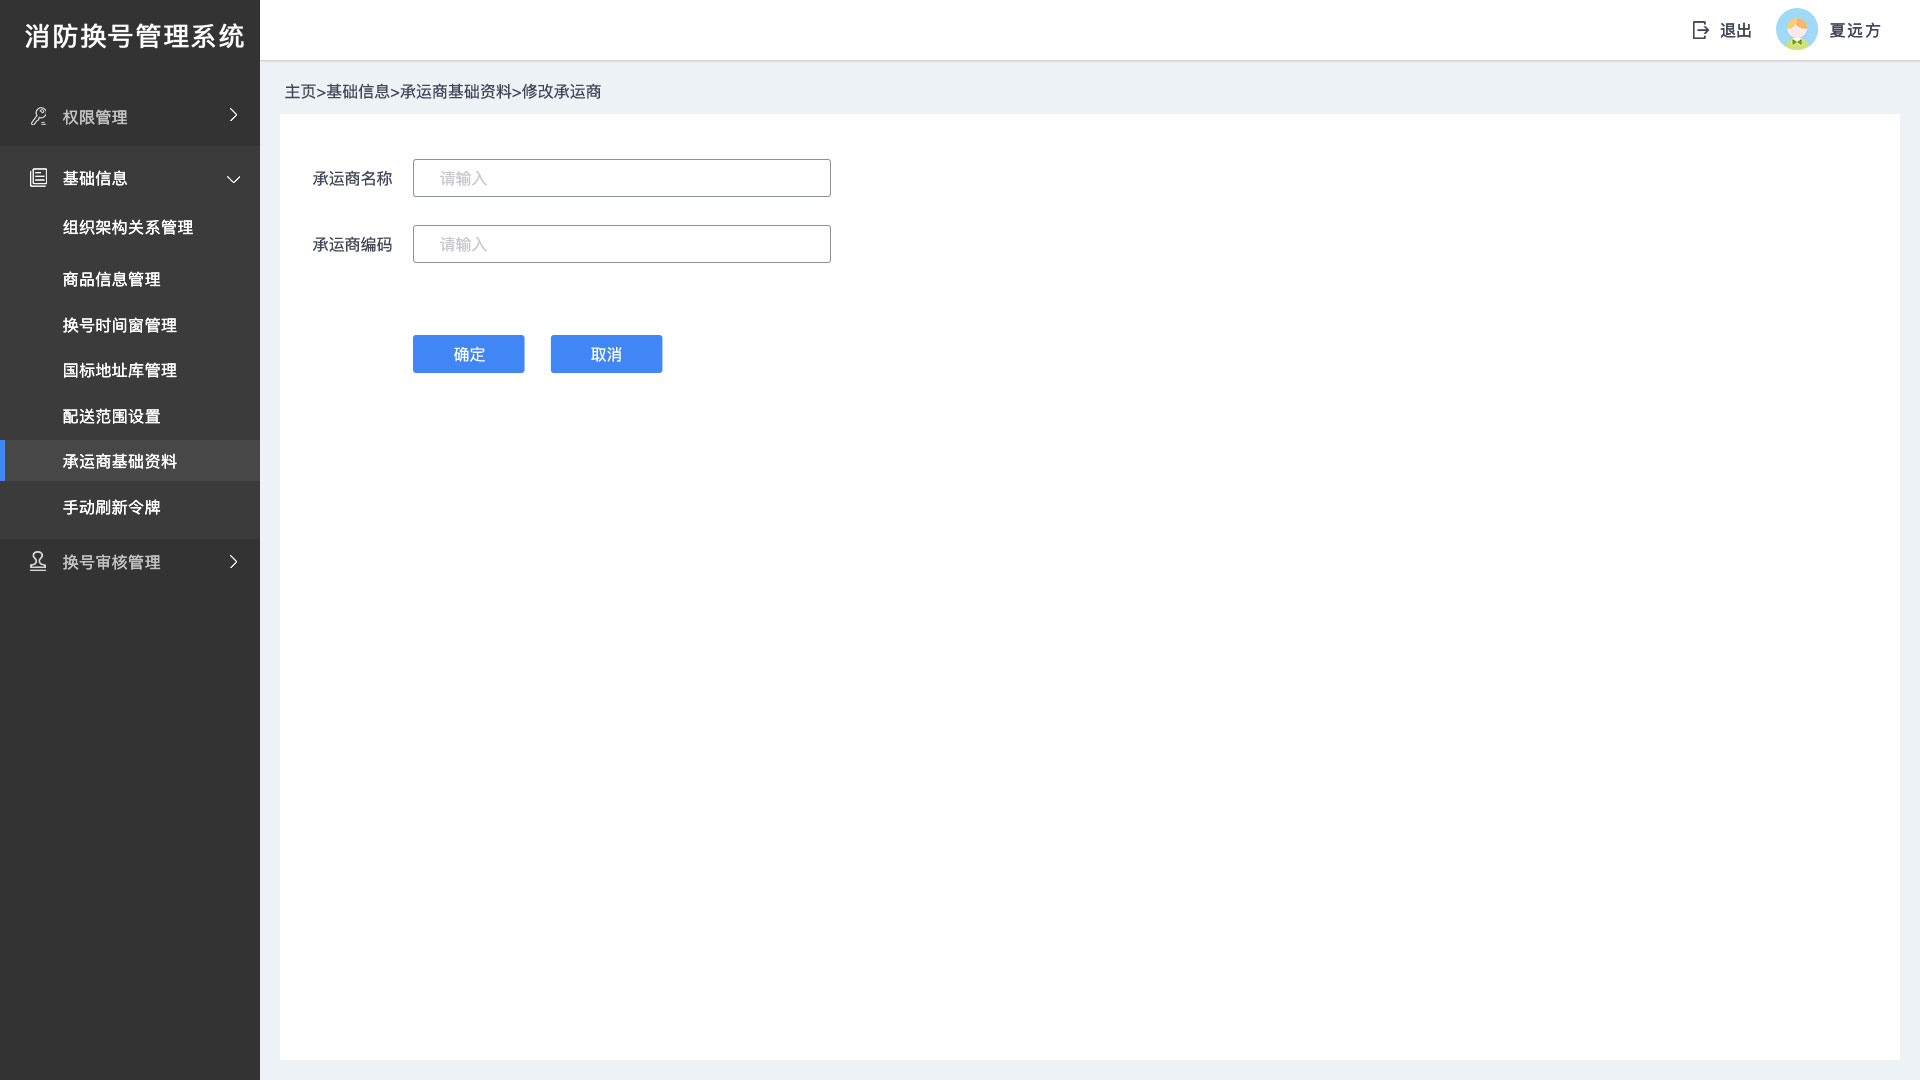 消防换号管理系统
退出
夏远方
权限管理
基础信息
组织架构关系管理
商品信息管理
换号时间窗管理
国标地址库管理
配送范围设置
承运商基础资料
手动刷新令牌
换号审核管理
主页>基础信息>承运商基础资料>修改承运商
承运商名称 请输入
承运商编码 请输入
确定 取消